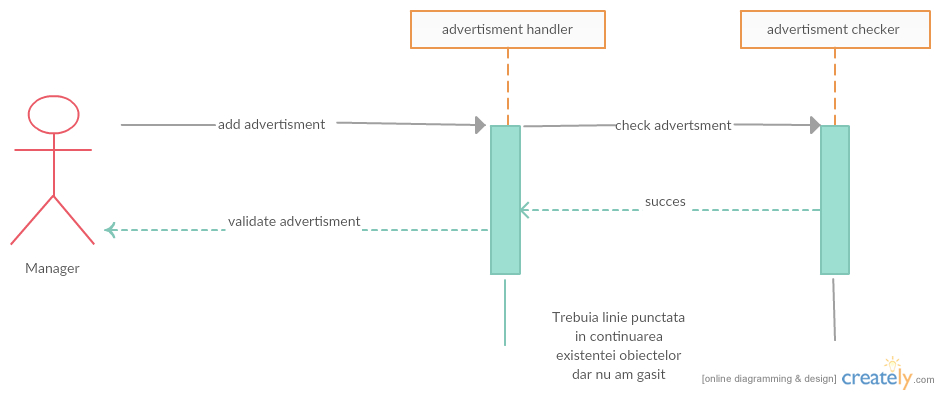 advertisment handler
advertisment checker
add advertisment
check advertsment
succes
validate advertisment
Manager
Trebuia linie punctata
in continuarea
existentei obiectelor
dar nu am gasit
[online diagramming & design] creately.com